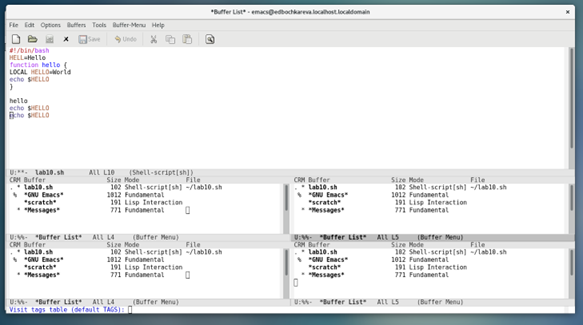 *Buffer List* - emacs@edbochkareva.localhost.localdomain
File Edit Options Buffers Tools Buffer-Menu Help
Save Undo
#!/bin/bash
HELL=Hello
function hello {
LOCAL HELLO=World
echo $HELLO
}
hello
echo $HELLO
echo $HELLO
U:**- lab10.sh All L10 (Shell-script[sh])
CRM Buffer Size Mode File
. * lab10.sh 102 Shell-script[sh] ~/lab10.sh
% *GNU Emacs* 1012 Fundamental
*scratch* 191 Lisp Interaction
* *Messages* 771 Fundamental
U:%%- *Buffer List* All L4 (Buffer Menu)
CRM Buffer Size Mode File
. * lab10.sh 102 Shell-script[sh] ~/lab10.sh
% *GNU Emacs* 1012 Fundamental
*scratch* 191 Lisp Interaction
* *Messages* 771 Fundamental
U:%%- *Buffer List* All L5 (Buffer Menu)
CRM Buffer Size Mode File
. * lab10.sh 102 Shell-script[sh] ~/lab10.sh
% *GNU Emacs* 1012 Fundamental
*scratch* 191 Lisp Interaction
* *Messages* 771 Fundamental
U:%%- *Buffer List* All L4 (Buffer Menu)
CRM Buffer Size Mode File
. * lab10.sh 102 Shell-script[sh] ~/lab10.sh
% *GNU Emacs* 1012 Fundamental
*scratch* 191 Lisp Interaction
* *Messages* 771 Fundamental
U:%%- *Buffer List* All L5 (Buffer Menu)
Visit tags table (default TAGS):